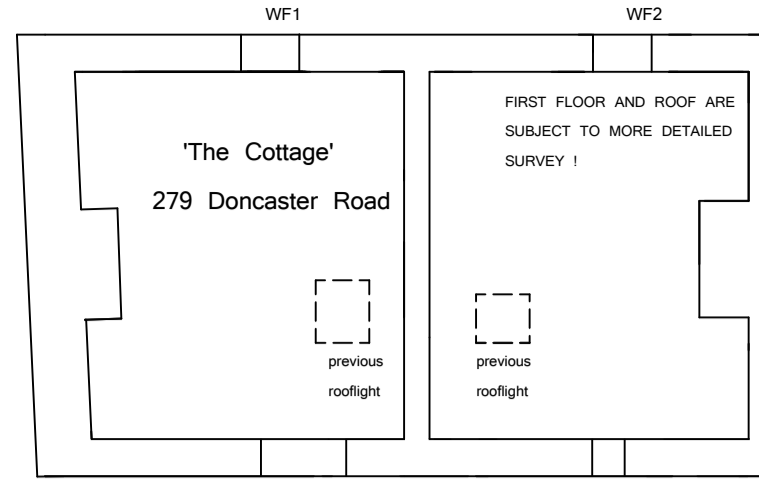 WF1
WF2
FIRST FLOOR AND ROOF ARE
SUBJECT TO MORE DETAILED
SURVEY !
'The Cottage'
279 Doncaster Road
previous
rooflight
previous
rooflight